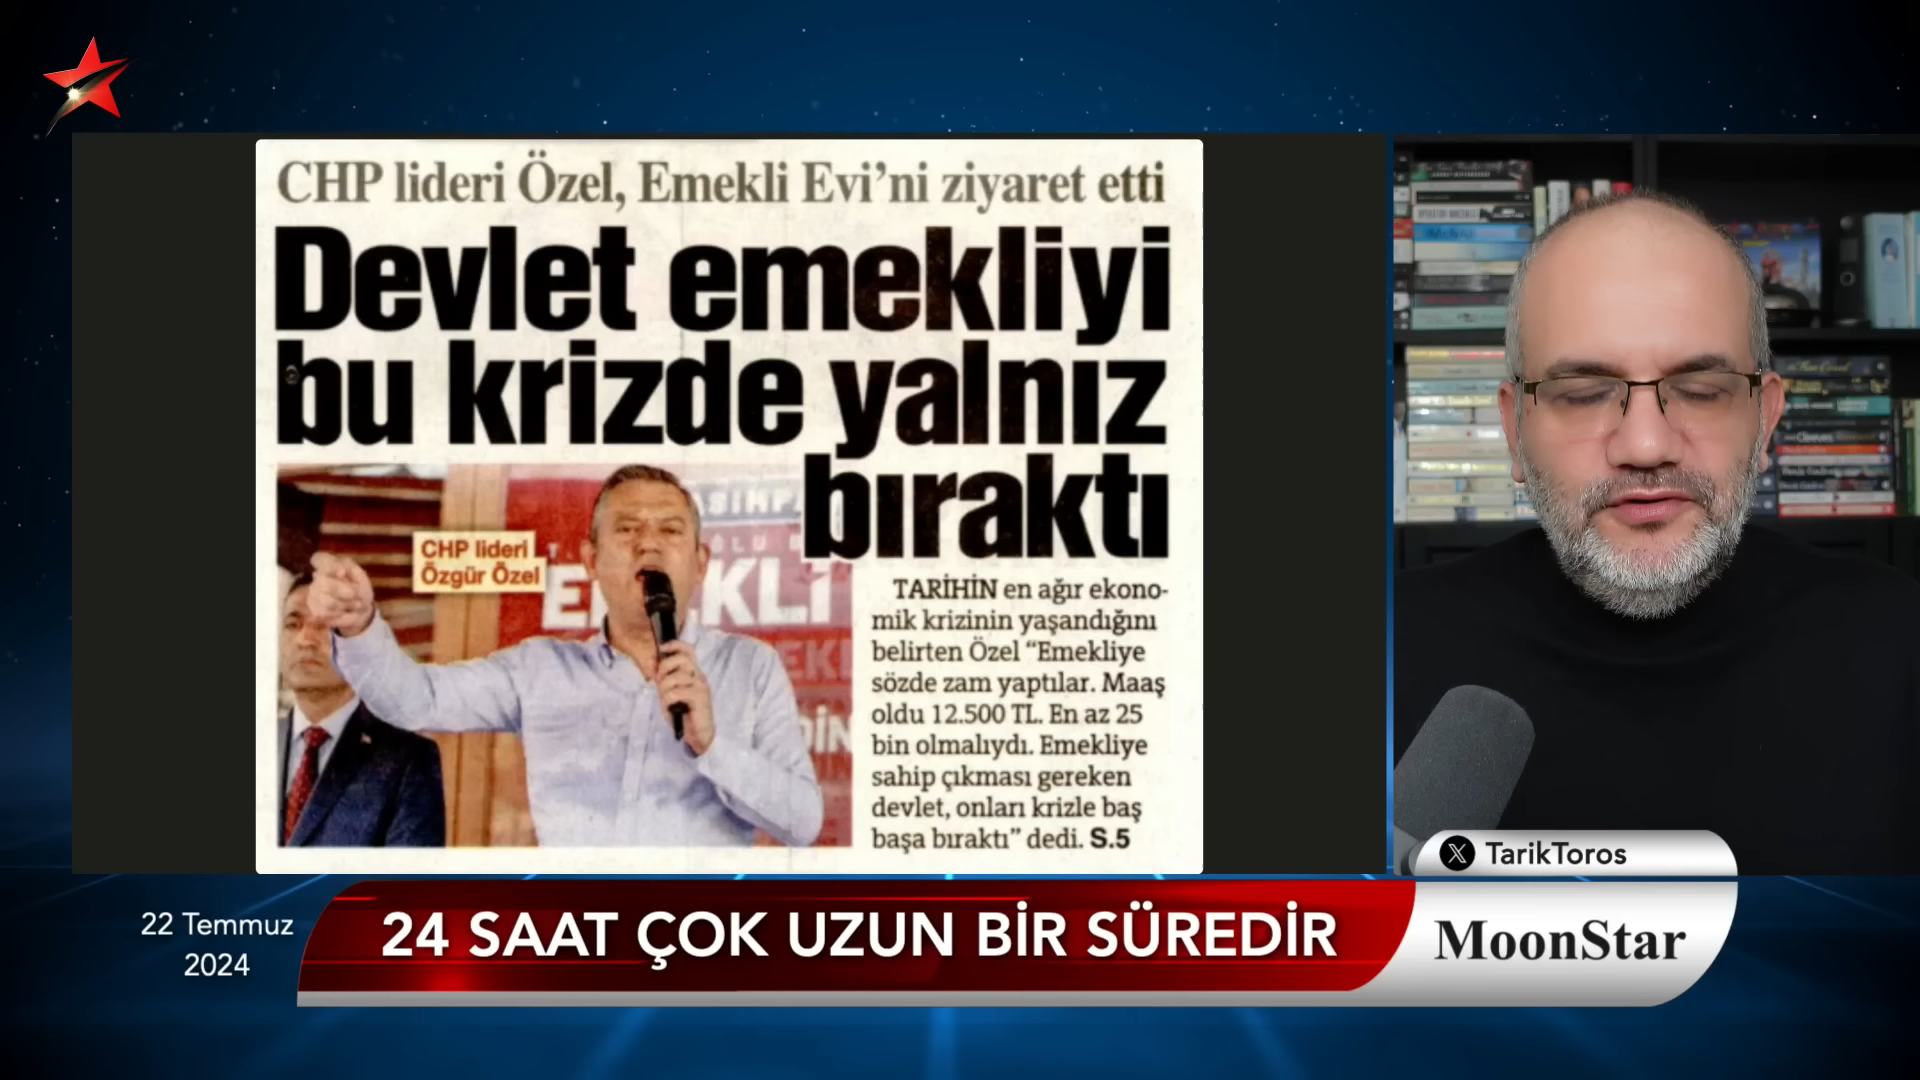 CHP lideri Özel, Emekli Evi'ni ziyaret etti
Devlet emekliyi
bu krizde yalnız
bıraktı
CHP lideri
Özgür Özel
TARİHİN en ağır ekono-
mik krizinin yaşandığını
belirten Özel “Emekliye
sözde zam yaptılar. Maaş
oldu 12.500 TL. En az 25
bin olmalıydı. Emekliye
sahip çıkması gereken
devlet, onları krizle baş
başa bıraktı” dedi. S.5
TarikToros
22 Temmuz
2024
24 SAAT ÇOK UZUN BİR SÜREDİR
MoonStar